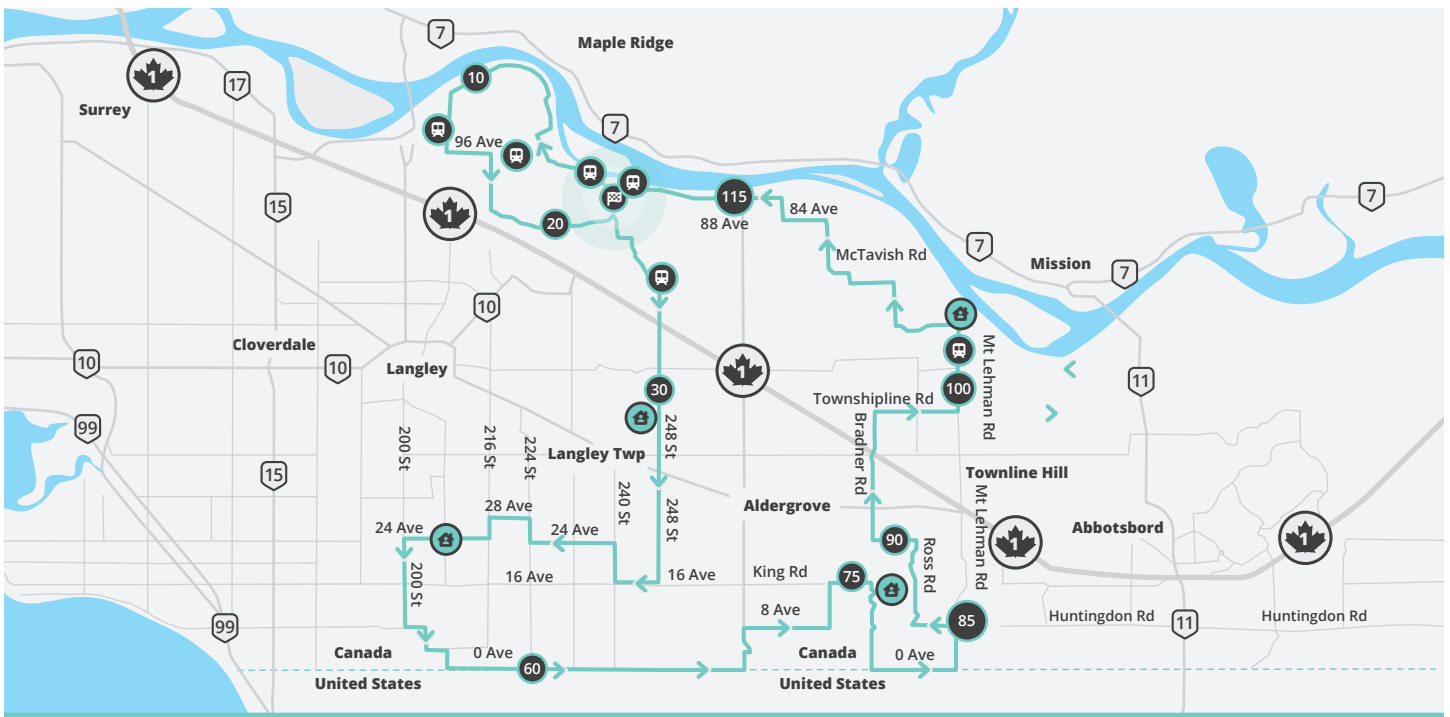 7
Maple Ridge
1
17
10
Surrey
7
96 Ave
15
1
20
115
88 Ave
84 Ave
7
McTavish Rd
7
Mission
7
10
Cloverdale
10
10
Langley
30
1
100
Mt Lehman Rd
11
Townshipline Rd
99
200 St
216 St
224 St
248 St
Bradner Rd
Langley Twp
15
240 St
Townline Hill
Mt Lehman Rd
28 Ave
Aldergrove
24 Ave
24 Ave
248 St
90
Ross Rd
1
Abbotsbord
1
200 St
16 Ave
16 Ave
King Rd
75
99
8 Ave
85
Huntingdon Rd
11
Huntingdon Rd
Canada
0 Ave
60
Canada
0 Ave
United States
United States